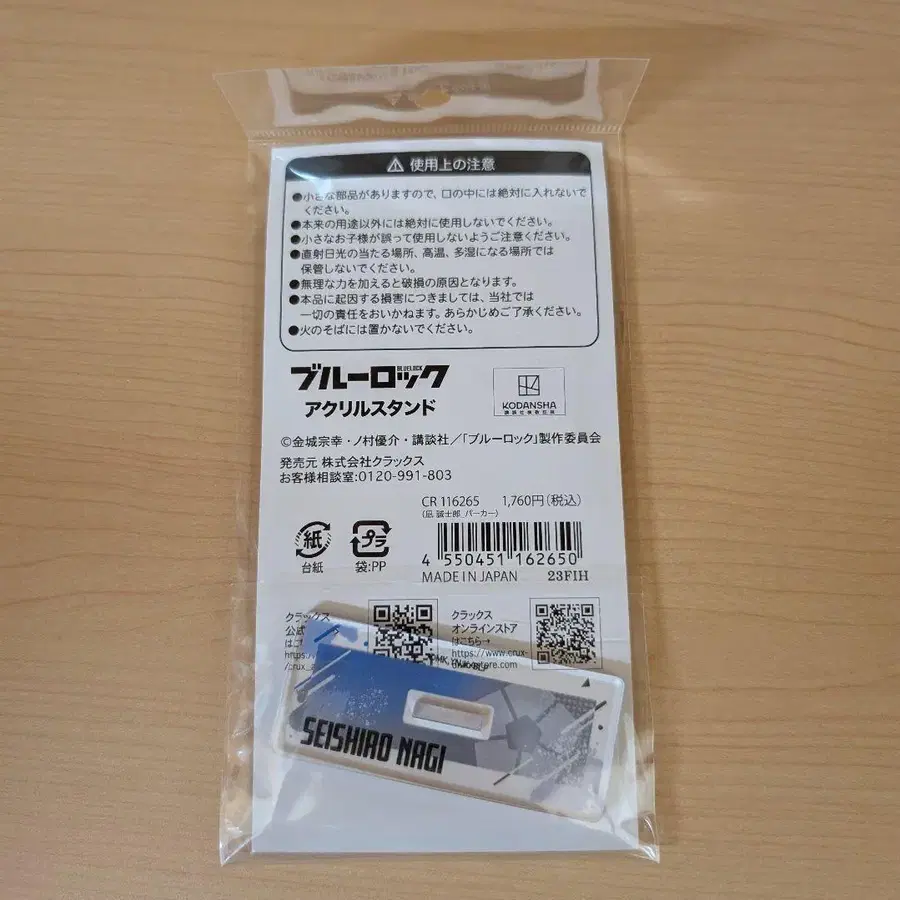 使用上の注意
●小さな部品がありますので、口の中には絶対に入れないで
ください。
●本来の用途以外には絶対に使用しないでください。
●小さなお子様が誤って使用しないようご注意ください。
●直射日光の当たる場所、高温、多湿になる場所では
保管しないでください。
●無理な力を加えると破損の原因となります。
●本品に起因する損害につきましては、当社では
一切の責任をおいかねます。あらかじめご了承ください。
●火のそばには置かないでください。
ブルーロック
BLUELOCK
アクリルスタンド
KODANSHA
©金城宗幸・ノ村優介・講談社／「ブルーロック」製作委員会
発売元 株式会社クラックス
お客様相談室:0120-991-803
CR 116265 1,760円(税込)
(凪 誠士郎 パーカー)
紙
台紙
プラ
袋:PP
4 550451 162650
MADE IN JAPAN 23FIH
クラックス
公式
はこち
https://
/crux_
クラックス
オンラインストア
はこちら→
https://www.crux-
SEISHIRO NAGI